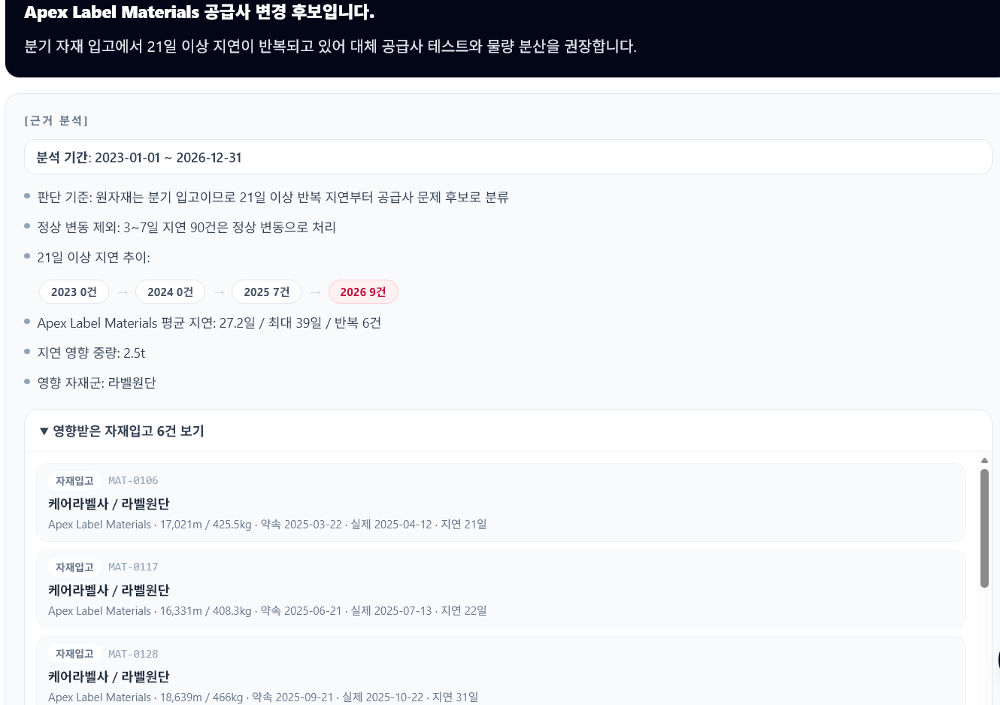 Apex Label Materials 공급사 변경 후보입니다.
분기 자재 입고에서 21일 이상 지연이 반복되고 있어 대체 공급사 테스트와 물량 분산을 권장합니다.
[근거 분석]
분석 기간: 2023-01-01 ~ 2026-12-31
판단 기준: 원자재는 분기 입고이므로 21일 이상 반복 지연부터 공급사 문제 후보로 분류
정상 변동 제외: 3~7일 지연 90건은 정상 변동으로 처리
21일 이상 지연 추이:
2023 0건 → 2024 0건 → 2025 7건 → 2026 9건
Apex Label Materials 평균 지연: 27.2일 / 최대 39일 / 반복 6건
지연 영향 중량: 2.5t
영향 자재군: 라벨원단
▼ 영향받은 자재입고 6건 보기
자재입고 MAT-0106
케어라벨사 / 라벨원단
Apex Label Materials · 17,021m / 425.5kg · 약속 2025-03-22 · 실제 2025-04-12 · 지연 21일
자재입고 MAT-0117
케어라벨사 / 라벨원단
Apex Label Materials · 16,331m / 408.3kg · 약속 2025-06-21 · 실제 2025-07-13 · 지연 22일
자재입고 MAT-0128
케어라벨사 / 라벨원단
Apex Label Materials · 18,639m / 466kg · 약속 2025-09-21 · 실제 2025-10-22 · 지연 31일